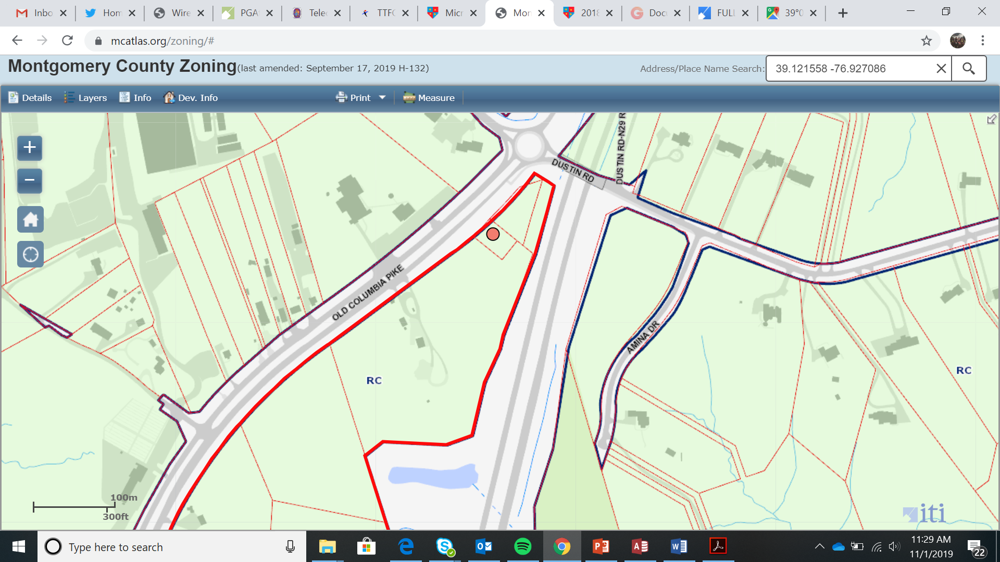 Inbo
Hom
Wire
PGA
Tele
TTFC
Micr
Mon
2018
Docu
FULL
39°0
mcatlas.org/zoning/#
Montgomery County Zoning (last amended: September 17, 2019 H-132)
Address/Place Name Search:
39.121558 -76.927086
Details
Layers
Info
Dev. Info
Print
Measure
DUSTIN RD-N29 R
DUSTIN RD
OLD COLUMBIA PIKE
AMINA DR
RC
RC
100m
300ft
iti
Type here to search
11:29 AM
11/1/2019
22